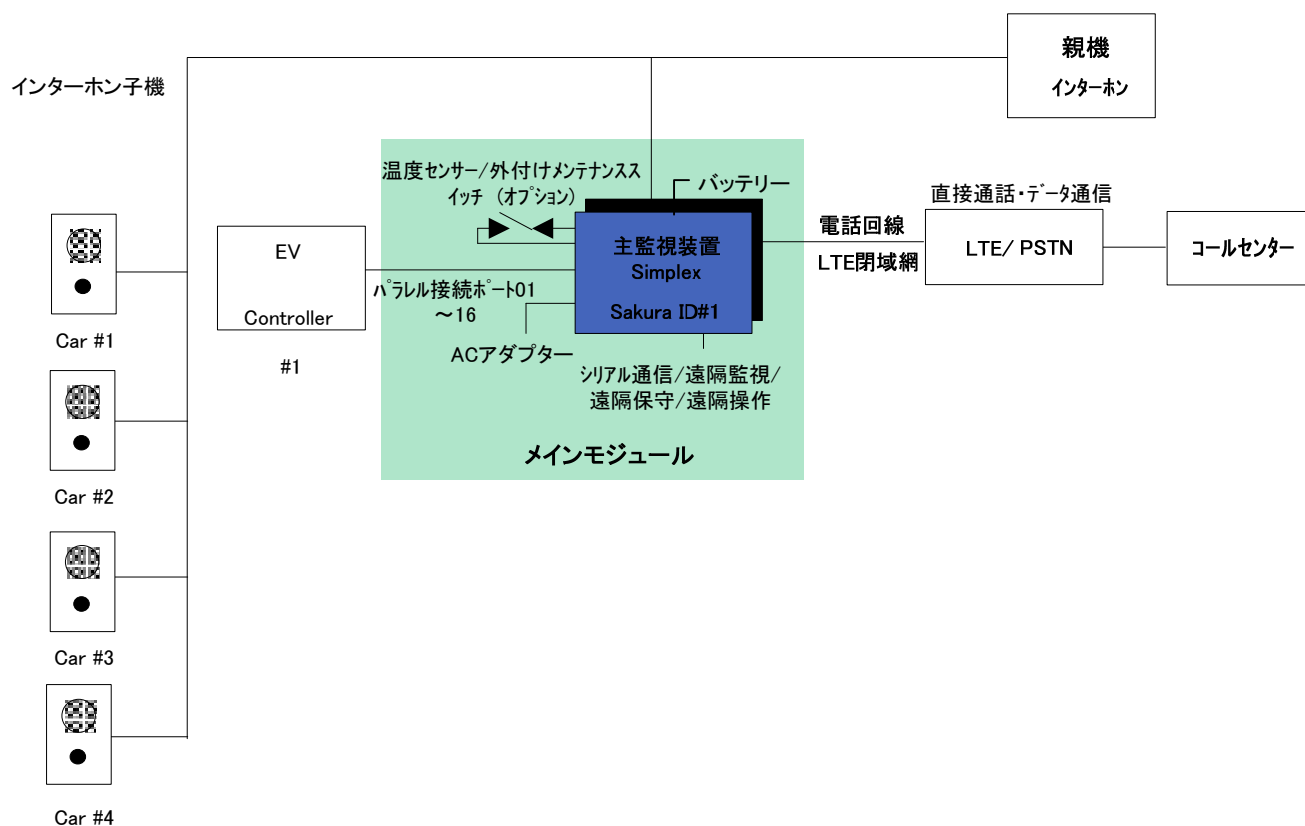 親機
インターホン
インターホン子機
温度センサー/外付けメンテナンスス
イッチ (オプション)
バッテリー
直接通話・データ通信
電話回線
LTE閉域網
LTE/ PSTN
コールセンター
主監視装置
Simplex
Sakura ID#1
EV
Controller
#1
パラレル接続ポート01
～16
ACアダプター
シリアル通信/遠隔監視/
遠隔保守/遠隔操作
メインモジュール
Car #1
Car #2
Car #3
Car #4